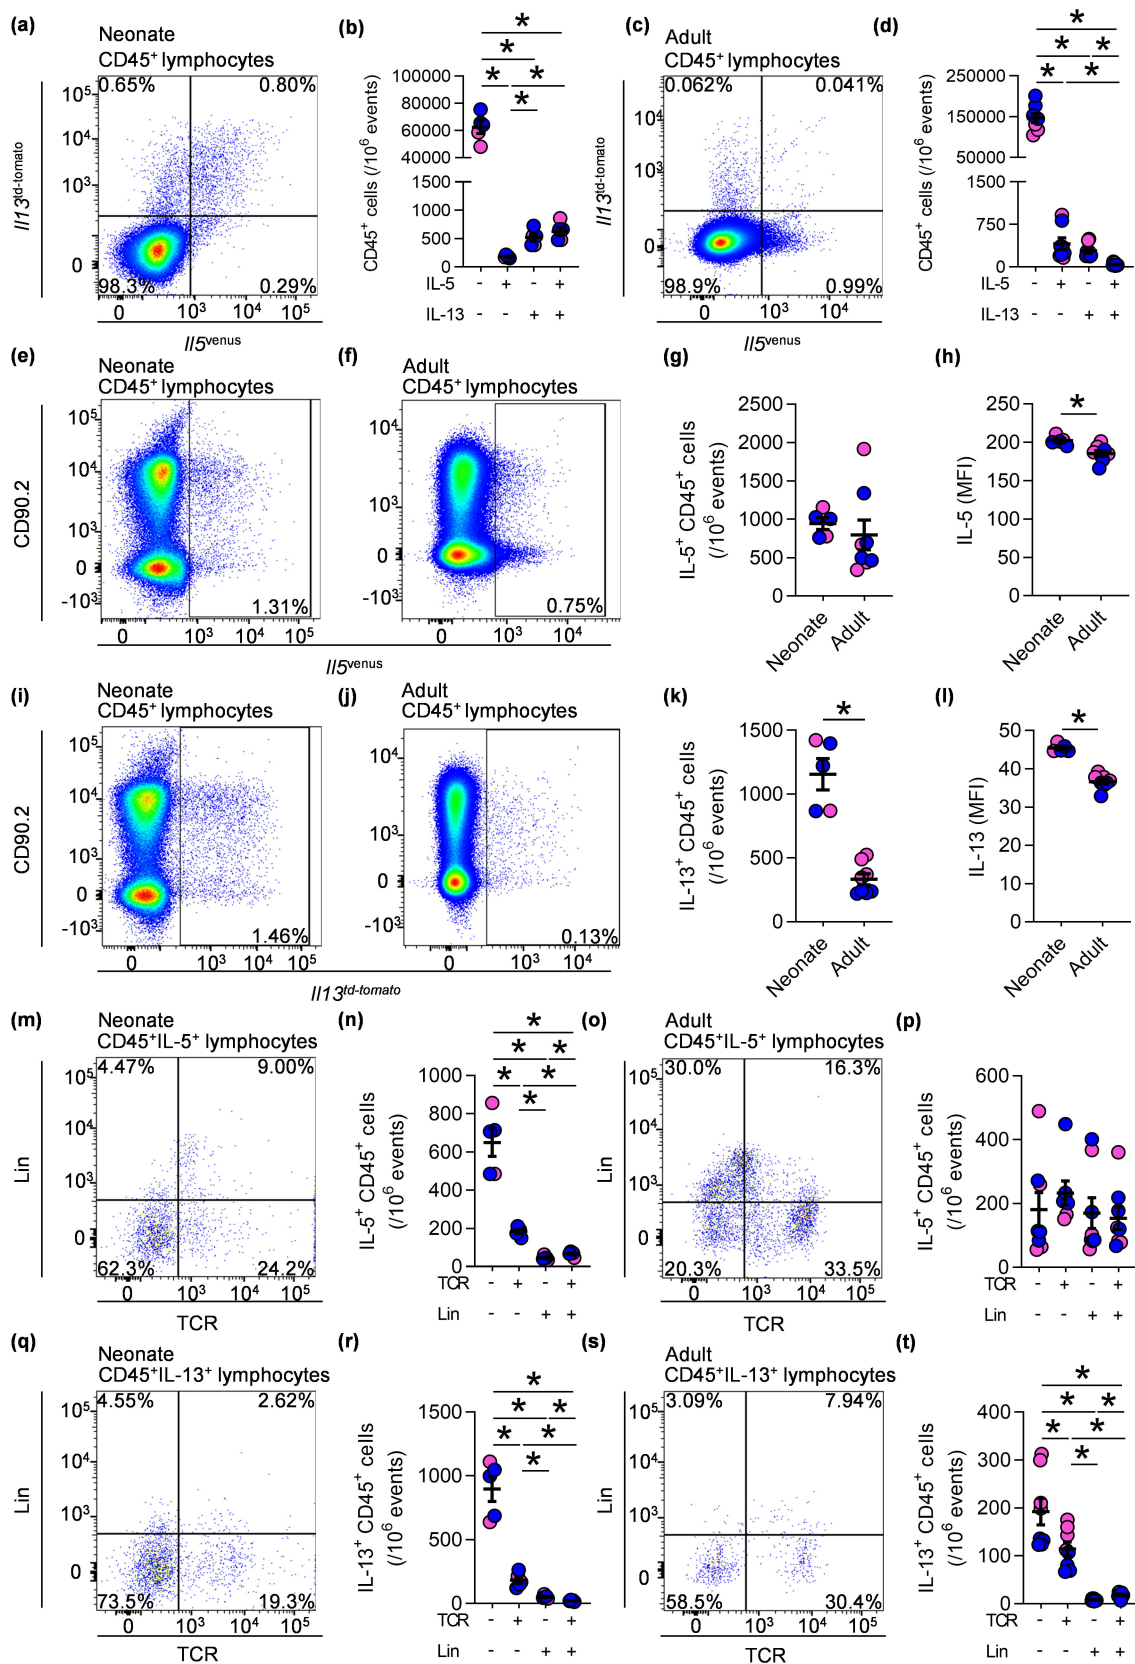 (a)
Neonate
CD45⁺ lymphocytes
0.65% 0.80%
10⁵
10⁴
10³
0
98.3% 0.29%
0 10³ 10⁴ 10⁵
Il13td-tomato
Il5venus
(b)
CD45⁺ cells (/10⁶ events)
100000
80000
60000
40000
1500
1000
500
0
* * * * *
IL-5 - + - +
IL-13 - - + +
(c)
Adult
CD45⁺ lymphocytes
0.062% 0.041%
10⁴
10³
0
98.9% 0.99%
0 10³ 10⁴
Il13td-tomato
Il5venus
(d)
CD45⁺ cells (/10⁶ events)
250000
150000
50000
1500
750
0
* * * * *
IL-5 - + - +
IL-13 - - + +
(e)
Neonate
CD45⁺ lymphocytes
CD90.2
10⁵
10⁴
10³
0
-10³
1.31%
0 10³ 10⁴ 10⁵
(f)
Adult
CD45⁺ lymphocytes
10⁴
10³
0
-10³
0.75%
0 10³ 10⁴
Il5venus
(g)
IL-5⁺ CD45⁺ cells
(/10⁶ events)
2500
2000
1500
1000
500
0
Neonate Adult
(h)
IL-5 (MFI)
250
200
150
100
50
0
*
Neonate Adult
(i)
Neonate
CD45⁺ lymphocytes
CD90.2
10⁵
10⁴
10³
0
-10³
1.46%
0 10³ 10⁴ 10⁵
(j)
Adult
CD45⁺ lymphocytes
10⁴
10³
0
-10³
0.13%
0 10³ 10⁴
Il13td-tomato
(k)
IL-13⁺ CD45⁺ cells
(/10⁶ events)
1500
1000
500
0
*
Neonate Adult
(l)
IL-13 (MFI)
50
40
30
20
10
0
*
Neonate Adult
(m)
Neonate
CD45⁺IL-5⁺ lymphocytes
4.47% 9.00%
Lin
10⁵
10⁴
10³
0
62.3% 24.2%
0 10³ 10⁴ 10⁵
TCR
(n)
IL-5⁺ CD45⁺ cells
(/10⁶ events)
1000
800
600
400
200
0
* * * * * *
TCR - + - +
Lin - - + +
(o)
Adult
CD45⁺IL-5⁺ lymphocytes
30.0% 16.3%
Lin
10⁵
10⁴
10³
0
20.3% 33.5%
0 10³ 10⁴ 10⁵
TCR
(p)
IL-5⁺ CD45⁺ cells
(/10⁶ events)
600
400
200
0
TCR - + - +
Lin - - + +
(q)
Neonate
CD45⁺IL-13⁺ lymphocytes
4.55% 2.62%
Lin
10⁵
10⁴
10³
0
73.5% 19.3%
0 10³ 10⁴ 10⁵
TCR
(r)
IL-13⁺ CD45⁺ cells
(/10⁶ events)
1500
1000
500
0
* * * * * *
TCR - + - +
Lin - - + +
(s)
Adult
CD45⁺IL-13⁺ lymphocytes
3.09% 7.94%
Lin
10⁵
10⁴
10³
0
58.5% 30.4%
0 10³ 10⁴ 10⁵
TCR
(t)
IL-13⁺ CD45⁺ cells
(/10⁶ events)
400
300
200
100
0
* * * * * *
TCR - + - +
Lin - - + +